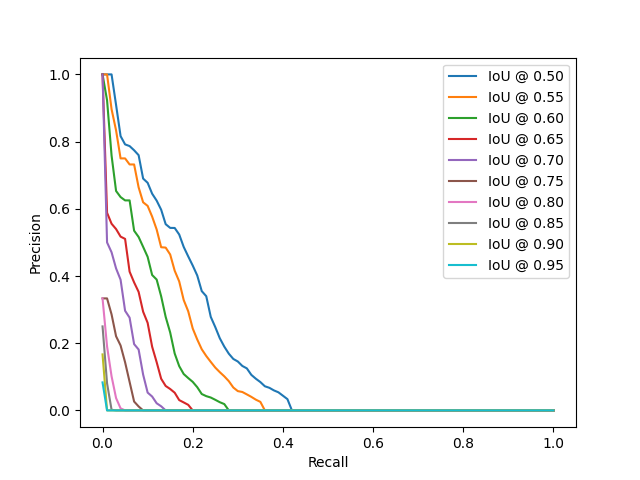 IoU @ 0.50
IoU @ 0.55
IoU @ 0.60
IoU @ 0.65
IoU @ 0.70
IoU @ 0.75
IoU @ 0.80
IoU @ 0.85
IoU @ 0.90
IoU @ 0.95
Precision
1.0
0.8
0.6
0.4
0.2
0.0
0.0 0.2 0.4 0.6 0.8 1.0
Recall